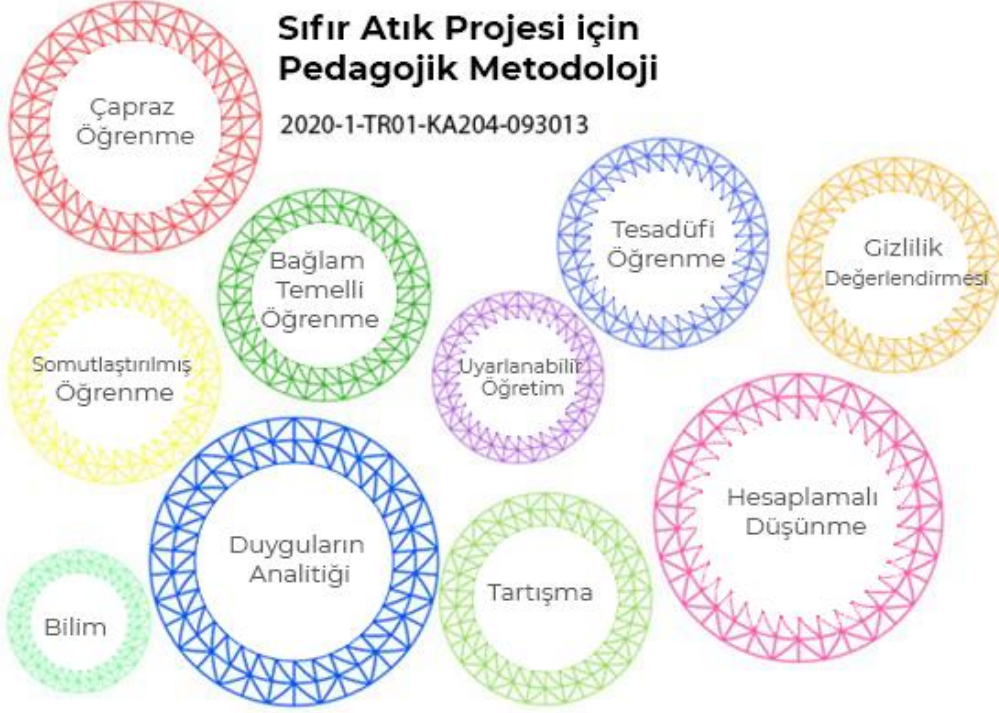 Sıfır Atık Projesi için
Pedagojik Metodoloji
2020-1-TR01-KA204-093013
Çapraz
Öğrenme
Bağlam
Temelli
Öğrenme
Tesadüfi
Öğrenme
Gizlilik
Değerlendirmesi
Somutlaştırılmış
Öğrenme
Uyarlanabilir
Öğretim
Hesaplamalı
Düşünme
Duyguların
Analitiği
Tartışma
Bilim